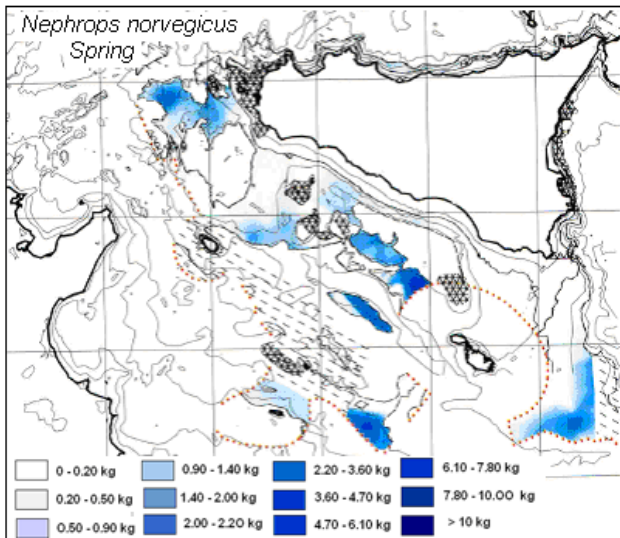 Nephrops norvegicus
Spring
0 - 0.20 kg
0.20 - 0.50 kg
0.50 - 0.90 kg
0.90 - 1.40 kg
1.40 - 2.00 kg
2.00 - 2.20 kg
2.20 - 3.60 kg
3.60 - 4.70 kg
4.70 - 6.10 kg
6.10 - 7.80 kg
7.80 - 10.00 kg
> 10 kg